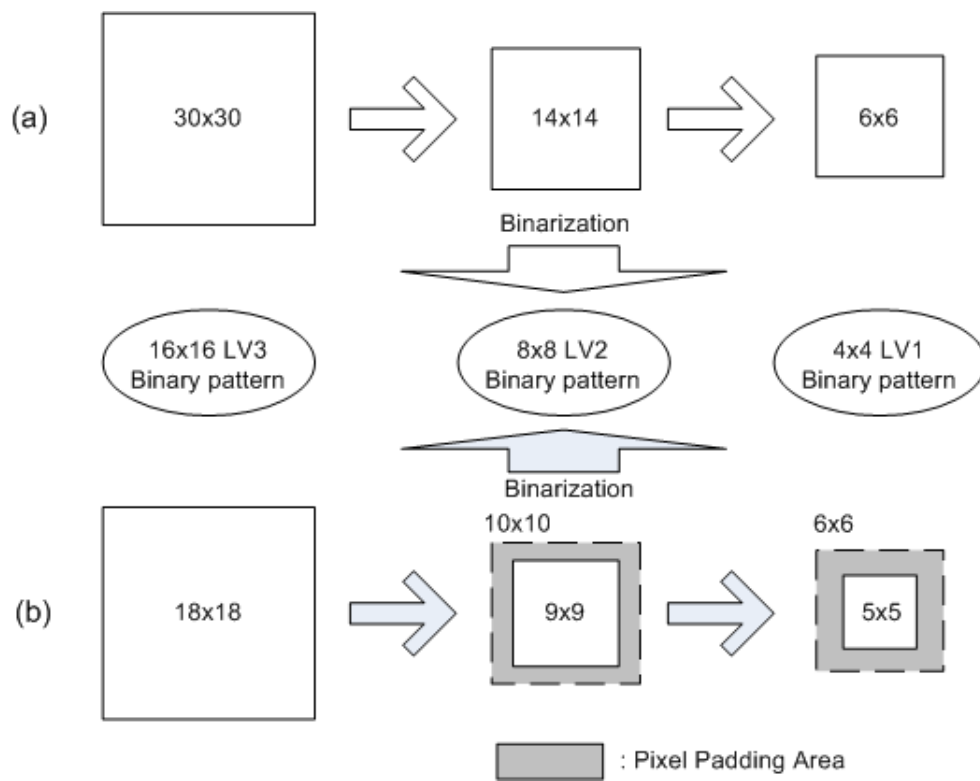 (a)
30x30
14x14
6x6
Binarization
16x16 LV3
Binary pattern
8x8 LV2
Binary pattern
4x4 LV1
Binary pattern
Binarization
10x10
6x6
(b)
18x18
9x9
5x5
: Pixel Padding Area